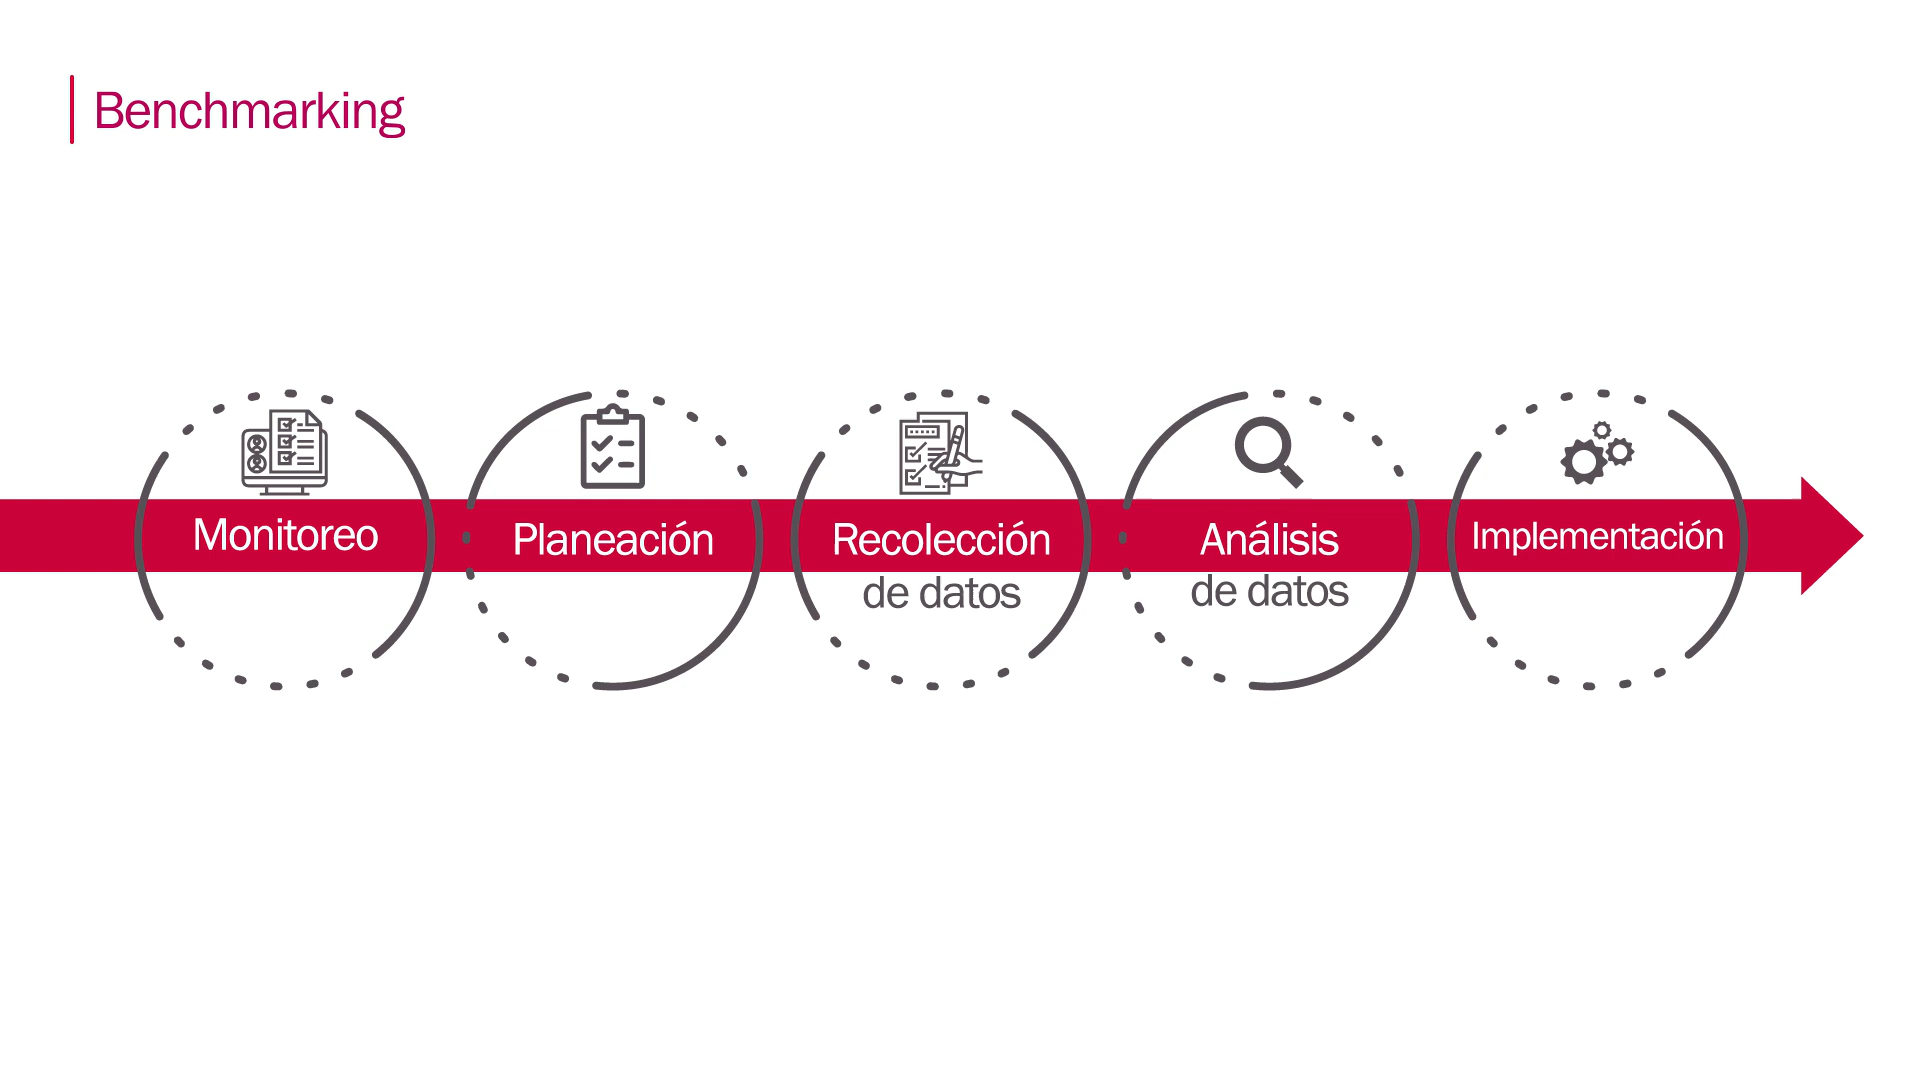 Benchmarking
Monitoreo
Planeación
Recolección
de datos
Análisis
de datos
Implementación